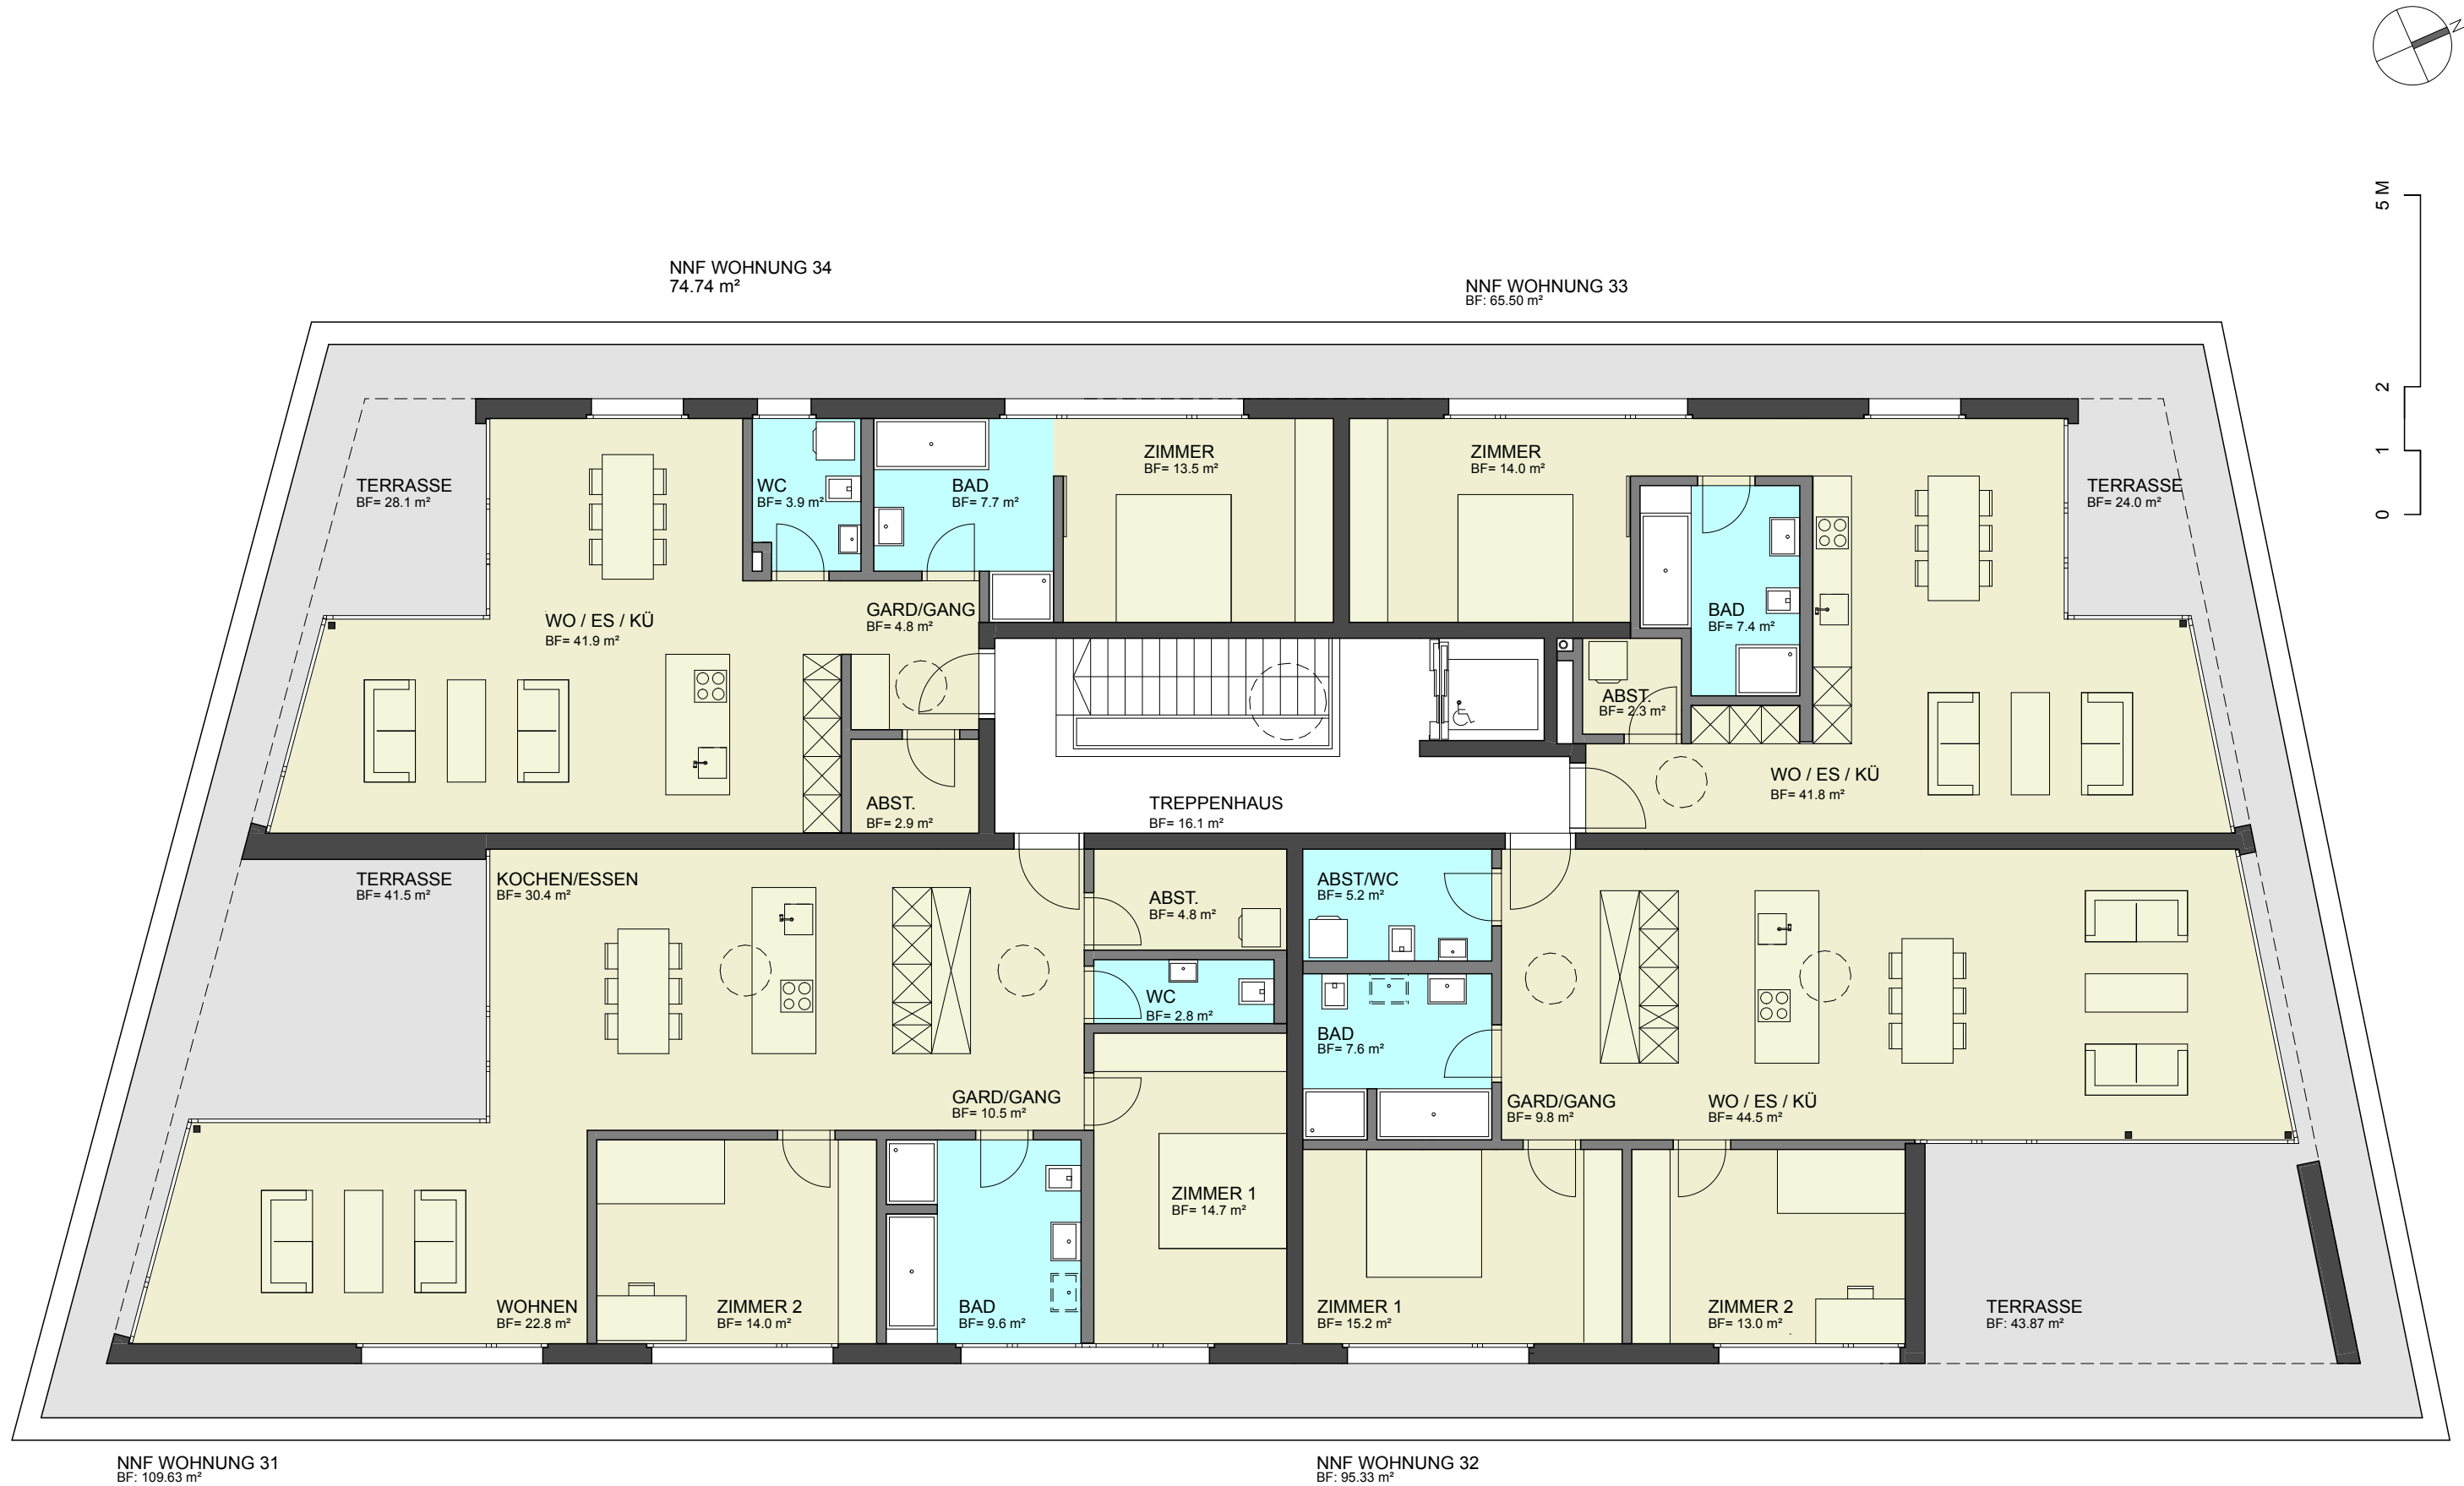 N
5 M
2
1
0
NNF WOHNUNG 34
74.74 m²
NNF WOHNUNG 33
BF: 65.50 m²
TERRASSE
BF= 28.1 m²
WC
BF= 3.9 m²
BAD
BF= 7.7 m²
ZIMMER
BF= 13.5 m²
ZIMMER
BF= 14.0 m²
TERRASSE
BF= 24.0 m²
WO / ES / KÜ
BF= 41.9 m²
GARD/GANG
BF= 4.8 m²
BAD
BF= 7.4 m²
ABST.
BF= 2.3 m²
WO / ES / KÜ
BF= 41.8 m²
ABST.
BF= 2.9 m²
TREPPENHAUS
BF= 16.1 m²
TERRASSE
BF= 41.5 m²
KOCHEN/ESSEN
BF= 30.4 m²
ABST.
BF= 4.8 m²
ABST/WC
BF= 5.2 m²
WC
BF= 2.8 m²
BAD
BF= 7.6 m²
GARD/GANG
BF= 10.5 m²
GARD/GANG
BF= 9.8 m²
WO / ES / KÜ
BF= 44.5 m²
ZIMMER 1
BF= 14.7 m²
WOHNEN
BF= 22.8 m²
ZIMMER 2
BF= 14.0 m²
BAD
BF= 9.6 m²
ZIMMER 1
BF= 15.2 m²
ZIMMER 2
BF= 13.0 m²
TERRASSE
BF: 43.87 m²
NNF WOHNUNG 31
BF: 109.63 m²
NNF WOHNUNG 32
BF: 95.33 m²